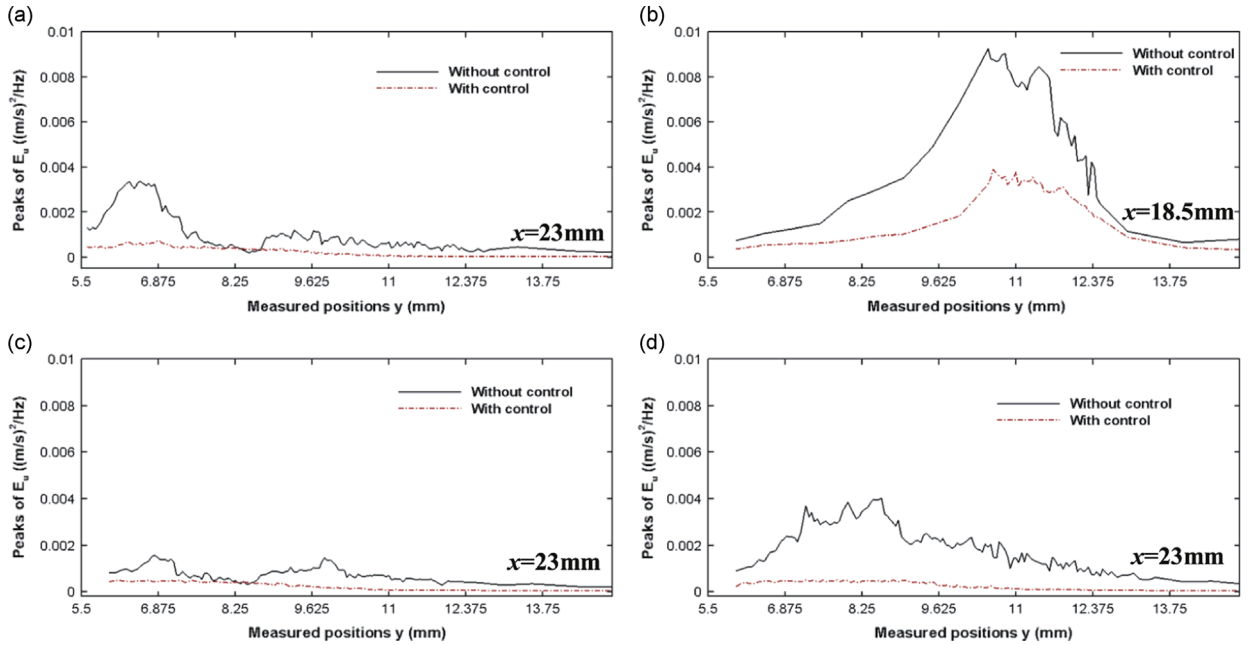 (a)
0.01
0.008
0.006
0.004
0.002
0
Peaks of Eu ((m/s)2/Hz)
Without control
With control
x=23mm
5.5 6.875 8.25 9.625 11 12.375 13.75
Measured positions y (mm)
(b)
0.01
0.008
0.006
0.004
0.002
0
Peaks of Eu ((m/s)2/Hz)
Without control
With control
x=18.5mm
5.5 6.875 8.25 9.625 11 12.375 13.75
Measured positions y (mm)
(c)
0.01
0.008
0.006
0.004
0.002
0
Peaks of Eu ((m/s)2/Hz)
Without control
With control
x=23mm
5.5 6.875 8.25 9.625 11 12.375 13.75
Measured positions y (mm)
(d)
0.01
0.008
0.006
0.004
0.002
0
Peaks of Eu ((m/s)2/Hz)
Without control
With control
x=23mm
5.5 6.875 8.25 9.625 11 12.375 13.75
Measured positions y (mm)